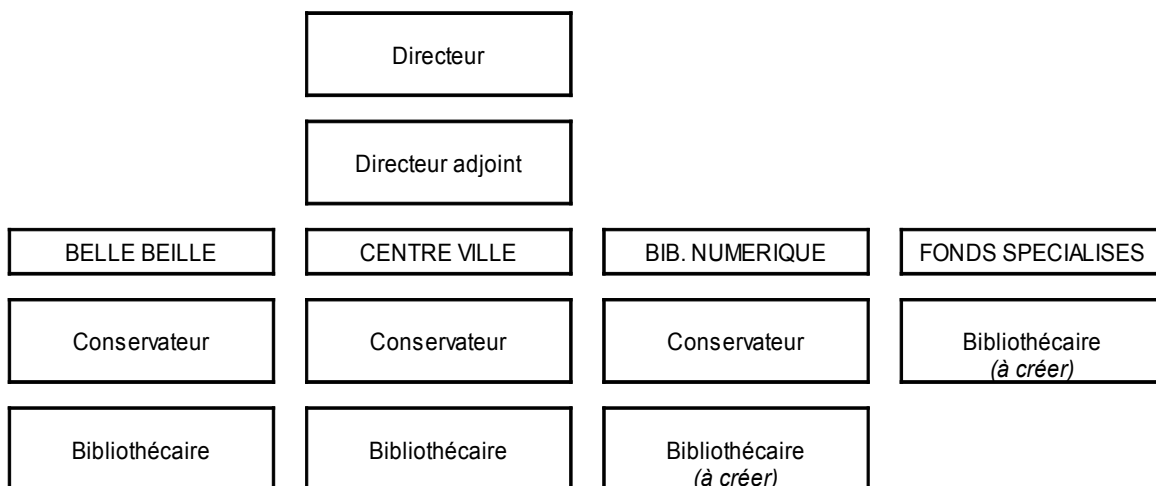 Directeur
Directeur adjoint
BELLE BEILLE
CENTRE VILLE
BIB. NUMERIQUE
FONDS SPECIALISES
Conservateur
Conservateur
Conservateur
Bibliothécaire
(à créer)
Bibliothécaire
Bibliothécaire
Bibliothécaire
(à créer)